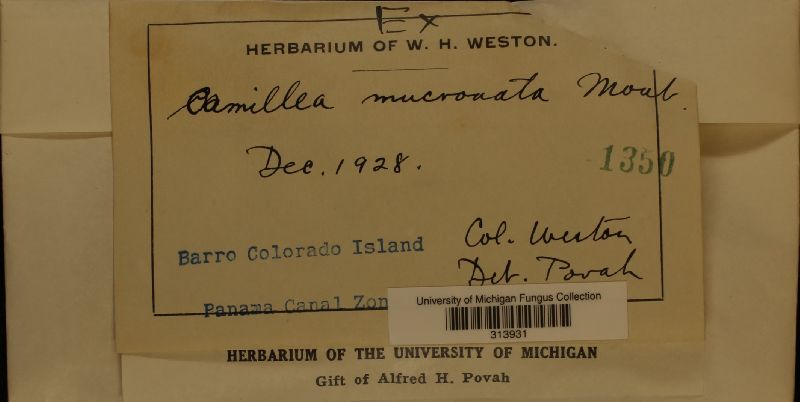 Ex
HERBARIUM OF W. H. WESTON.
Camillea mucronata Mont.
Dec. 1928.
1350
Barro Colorado Island
Col. Weston
Det. Povah
Panama Canal Zon
University of Michigan Fungus Collection
313931
HERBARIUM OF THE UNIVERSITY OF MICHIGAN
Gift of Alfred H. Povah